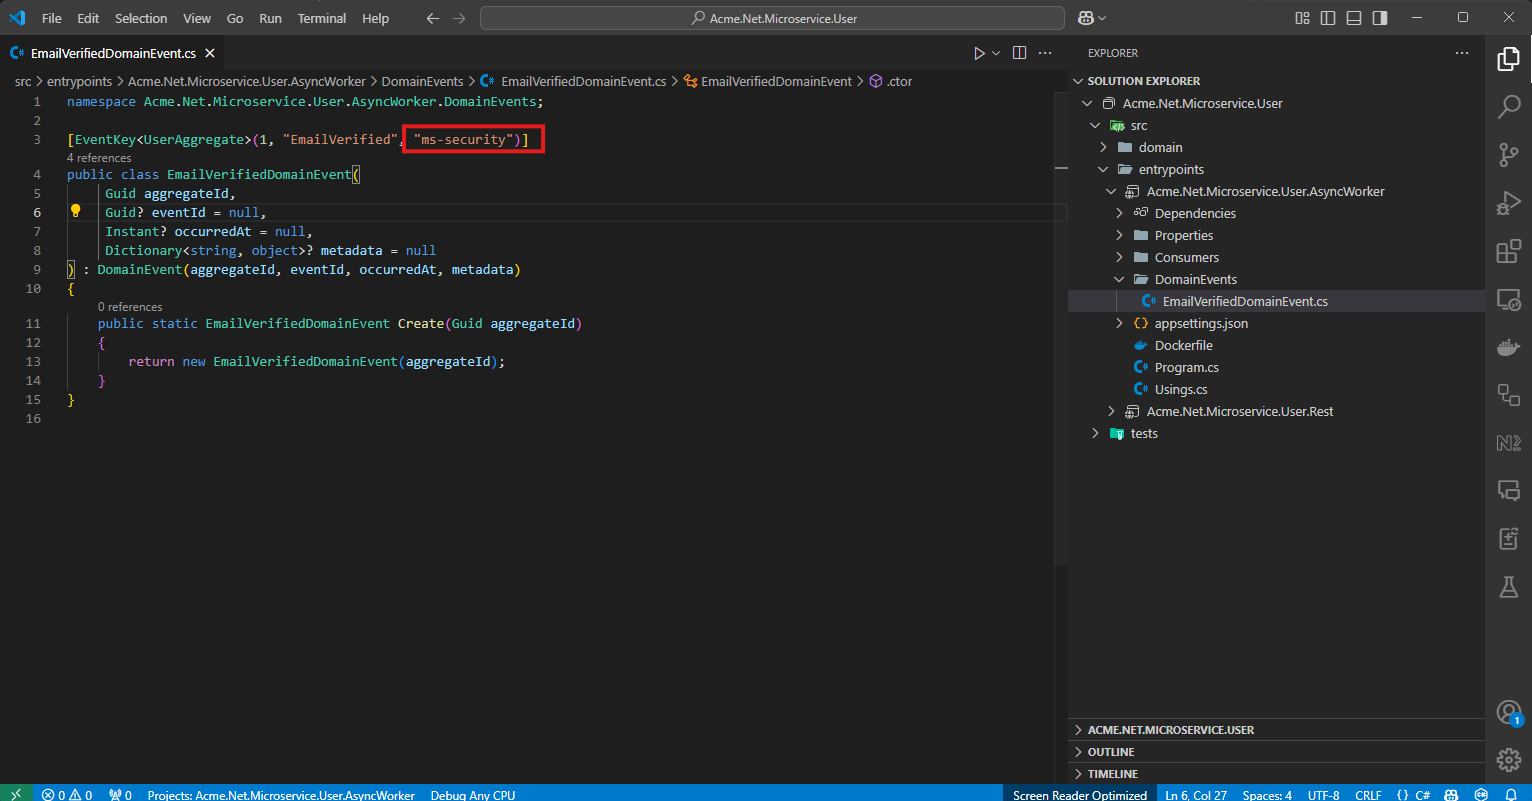 File Edit Selection View Go Run Terminal Help
Acme.Net.Microservice.User
EmailVerifiedDomainEvent.cs
src > entrypoints > Acme.Net.Microservice.User.AsyncWorker > DomainEvents > EmailVerifiedDomainEvent.cs > EmailVerifiedDomainEvent > .ctor
1 namespace Acme.Net.Microservice.User.AsyncWorker.DomainEvents;
2
3 [EventKey<UserAggregate>(1, "EmailVerified", "ms-security")]
4 references
4 public class EmailVerifiedDomainEvent(
5 Guid aggregateId,
6 Guid? eventId = null,
7 Instant? occurredAt = null,
8 Dictionary<string, object>? metadata = null
9 ) : DomainEvent(aggregateId, eventId, occurredAt, metadata)
10 {
0 references
11 public static EmailVerifiedDomainEvent Create(Guid aggregateId)
12 {
13 return new EmailVerifiedDomainEvent(aggregateId);
14 }
15 }
16
EXPLORER
SOLUTION EXPLORER
Acme.Net.Microservice.User
src
domain
entrypoints
Acme.Net.Microservice.User.AsyncWorker
Dependencies
Properties
Consumers
DomainEvents
C# EmailVerifiedDomainEvent.cs
{} appsettings.json
Dockerfile
C# Program.cs
C# Usings.cs
Acme.Net.Microservice.User.Rest
tests
ACME.NET.MICROSERVICE.USER
OUTLINE
TIMELINE
1
0 0 0 Projects: Acme.Net.Microservice.User.AsyncWorker Debug Any CPU
Screen Reader Optimized Ln 6, Col 27 Spaces: 4 UTF-8 CRLF {} C#